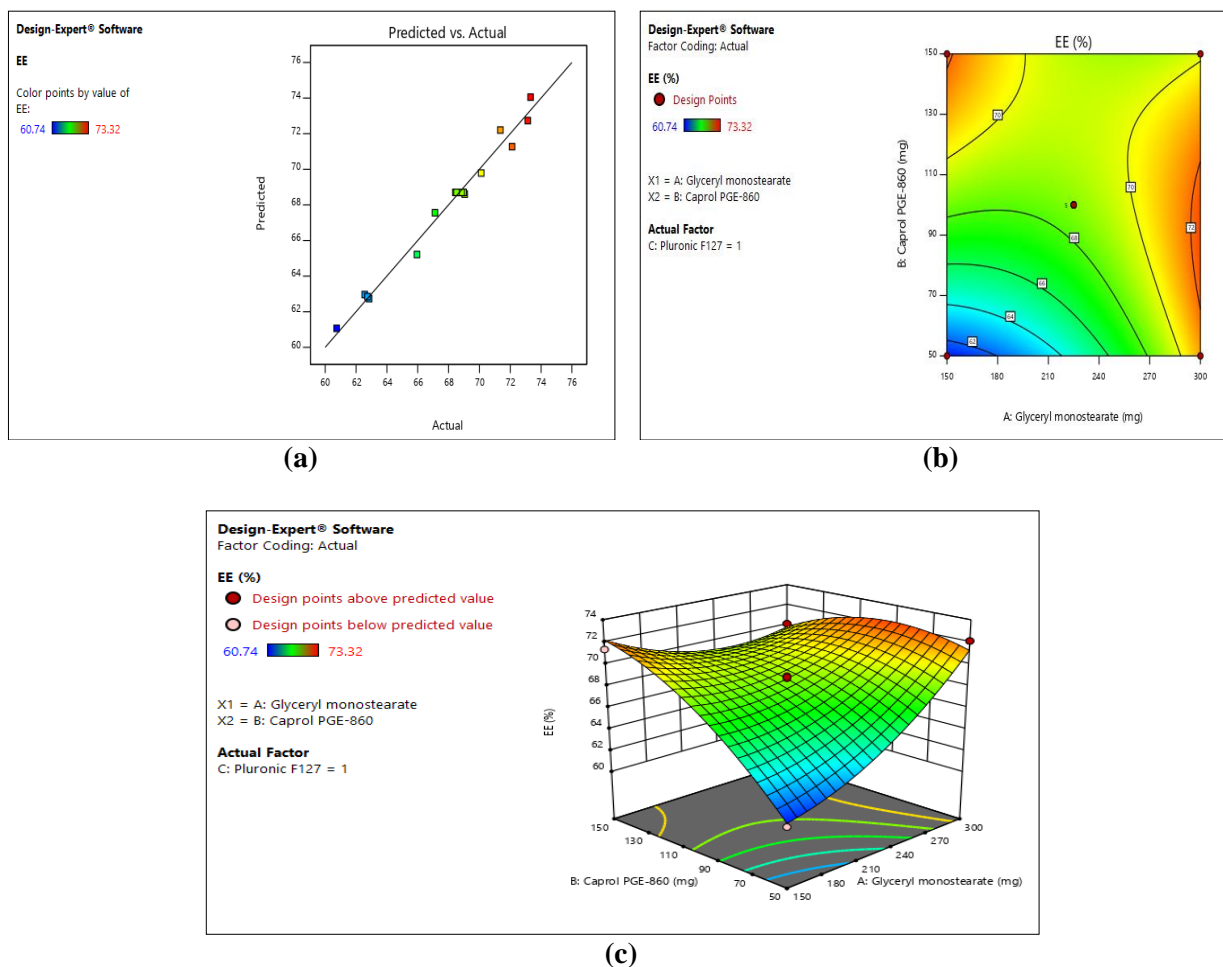 Design-Expert® Software
EE
Color points by value of
EE:
60.74 73.32
Predicted vs. Actual
Predicted
76
74
72
70
68
66
64
62
60
60 62 64 66 68 70 72 74 76
Actual
(a)
Design-Expert® Software
Factor Coding: Actual
EE (%)
Design Points
60.74 73.32
X1 = A: Glyceryl monostearate
X2 = B: Caprol PGE-860
Actual Factor
C: Pluronic F127 = 1
EE (%)
B: Caprol PGE-860 (mg)
150
130
110
90
70
50
150 180 210 240 270 300
A: Glyceryl monostearate (mg)
70
70
72
68
66
64
62
5
(b)
Design-Expert® Software
Factor Coding: Actual
EE (%)
Design points above predicted value
Design points below predicted value
60.74 73.32
X1 = A: Glyceryl monostearate
X2 = B: Caprol PGE-860
Actual Factor
C: Pluronic F127 = 1
EE (%)
74
72
70
68
66
64
62
60
150
130
110
90
70
50
B: Caprol PGE-860 (mg)
150
180
210
240
270
300
A: Glyceryl monostearate (mg)
(c)